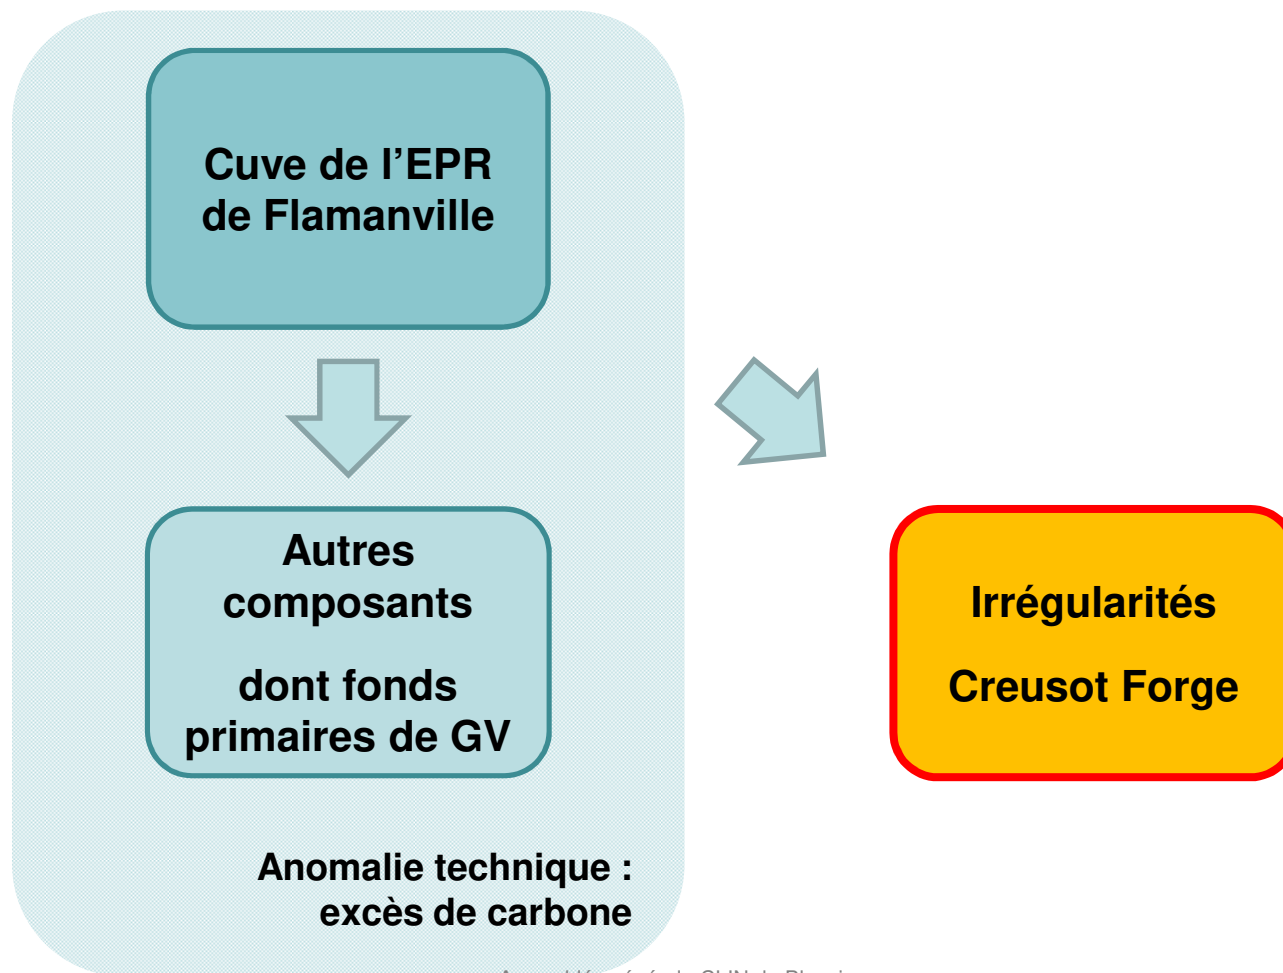 Cuve de l’EPR
de Flamanville
Autres
composants
dont fonds
primaires de GV
Irrégularités
Creusot Forge
Anomalie technique :
excès de carbone